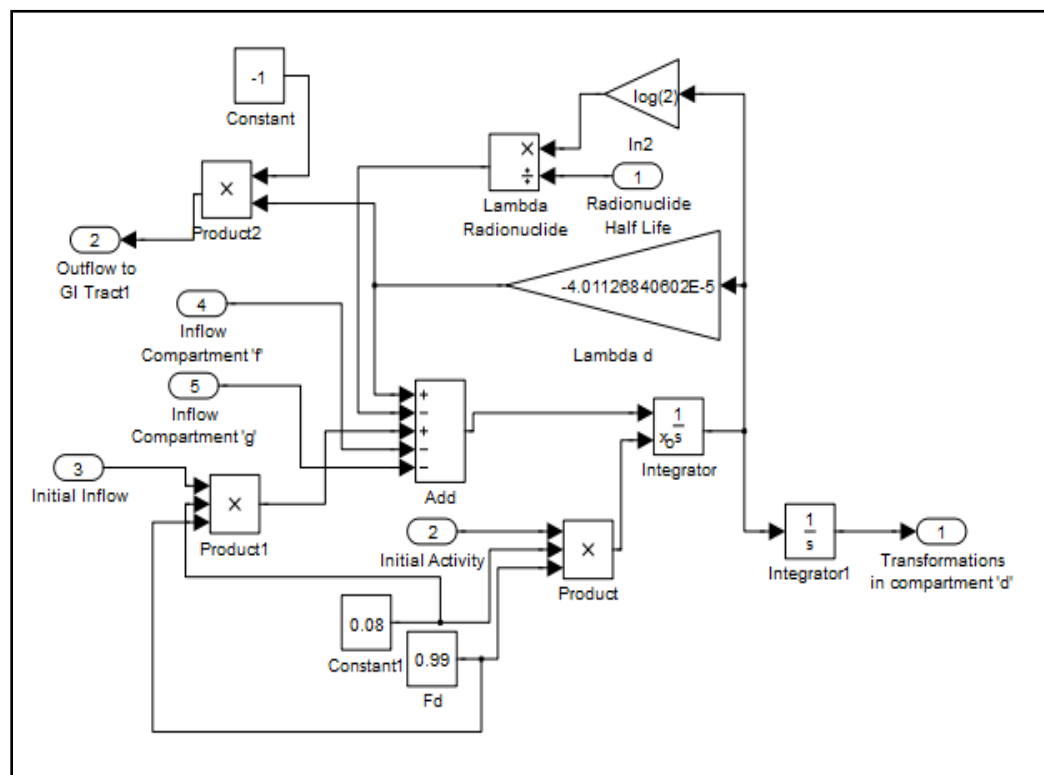 -1
Constant
log(2)
In2
×
÷
1
Lambda
Radionuclide
Radionuclide
Half Life
×
Product2
2
Outflow to
GI Tract1
-4.01126840602E-5
Lambda d
4
Inflow
Compartment 'f'
5
Inflow
Compartment 'g'
+
−
+
−
−
Add
1
s
xo
Integrator
3
Initial Inflow
×
Product1
2
Initial Activity
×
Product
1
s
Integrator1
1
Transformations
in compartment 'd'
0.08
Constant1
0.99
Fd